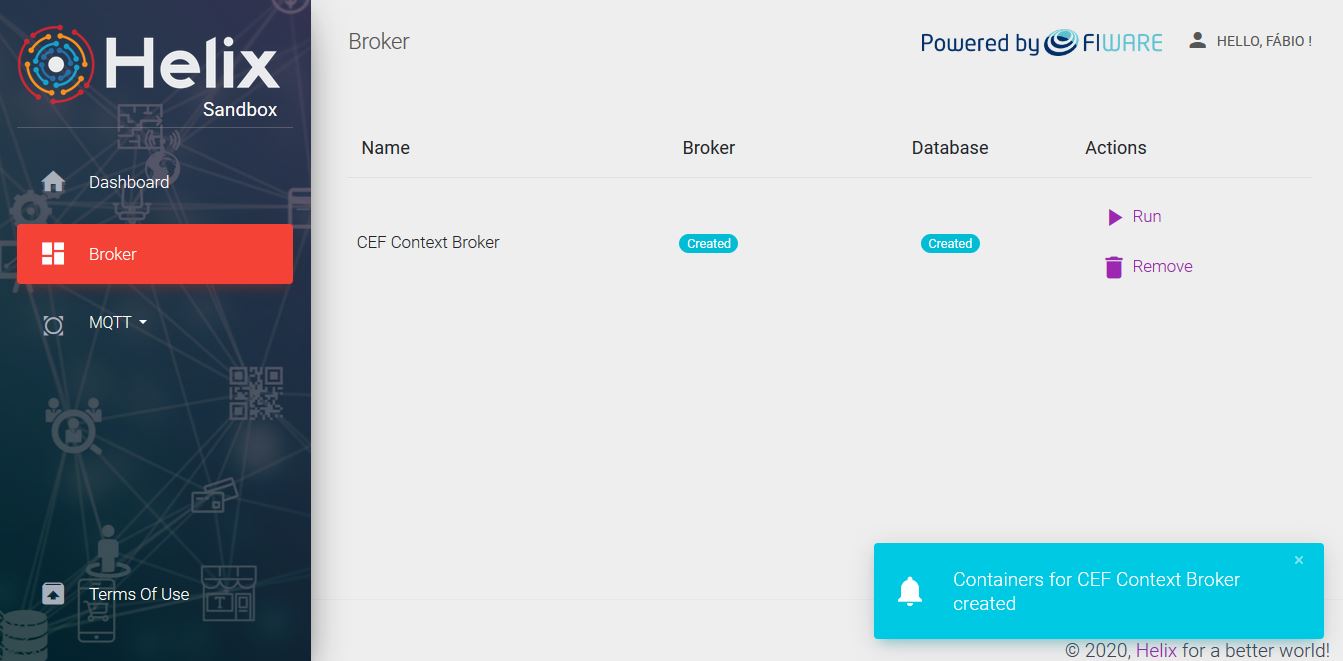 Helix
Sandbox
Dashboard
Broker
MQTT
Terms Of Use
Broker
Powered by FIWARE
HELLO, FÁBIO !
Name Broker Database Actions
CEF Context Broker Created Created
Run
Remove
×
Containers for CEF Context Broker
created
© 2020, Helix for a better world!